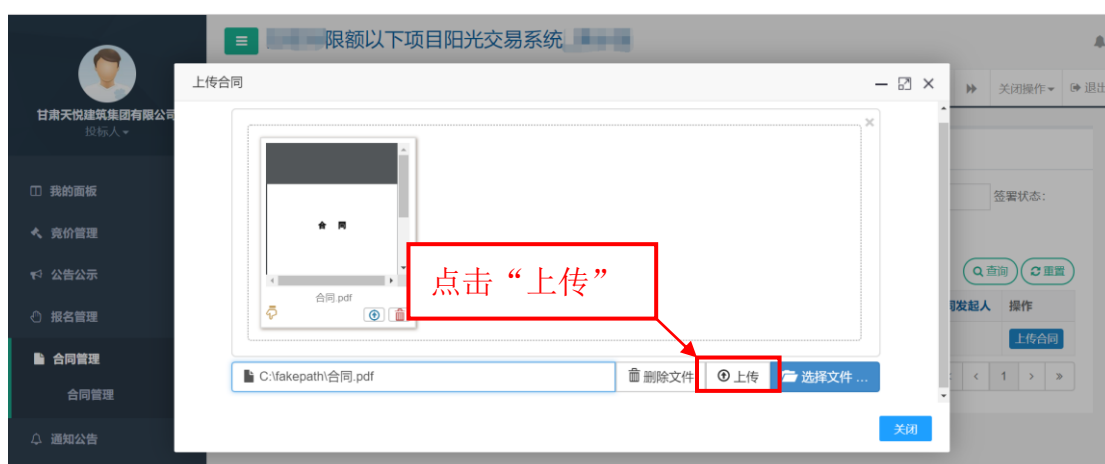 限额以下项目阳光交易系统
甘肃天悦建筑集团有限公司
投标人
我的面板
竞价管理
公告公示
报名管理
合同管理
合同管理
通知公告
关闭操作
退出
上传合同
合 同
合同.pdf
点击“上传”
C:\fakepath\合同.pdf
删除文件
上传
选择文件 ...
关闭
签署状态:
查询
重置
发起人
操作
上传合同
1